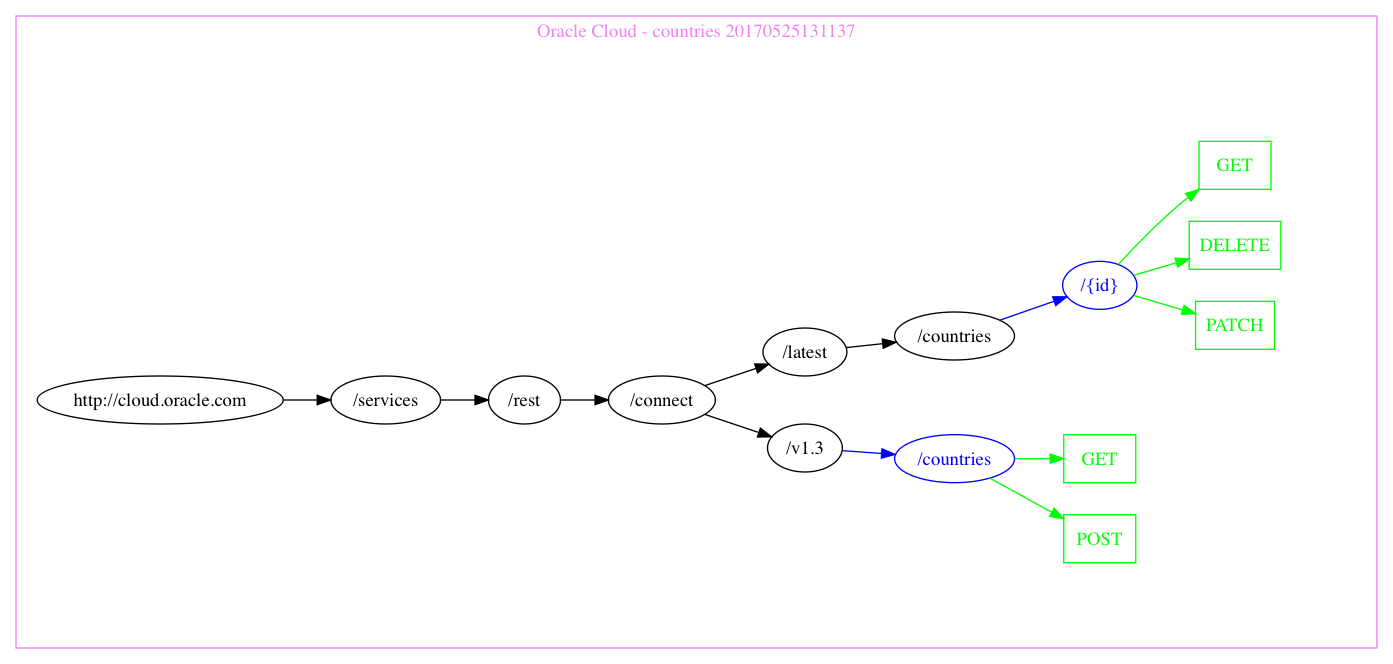 Oracle Cloud - countries 20170525131137
GET
DELETE
/{id}
PATCH
/countries
/latest
http://cloud.oracle.com
/services
/rest
/connect
/v1.3
/countries
GET
POST